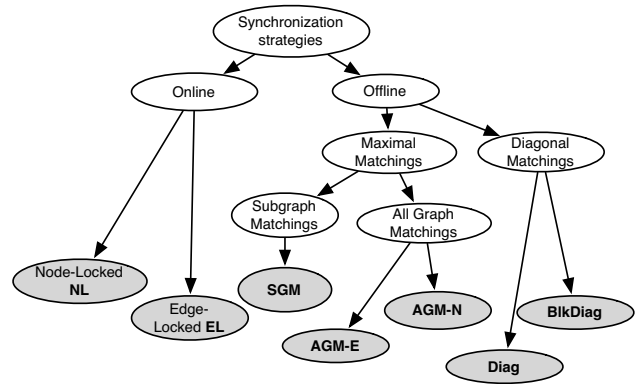 Synchronization
strategies
Online
Offline
Maximal
Matchings
Diagonal
Matchings
Subgraph
Matchings
All Graph
Matchings
Node-Locked
NL
Edge-
Locked EL
SGM
AGM-N
BlkDiag
AGM-E
Diag